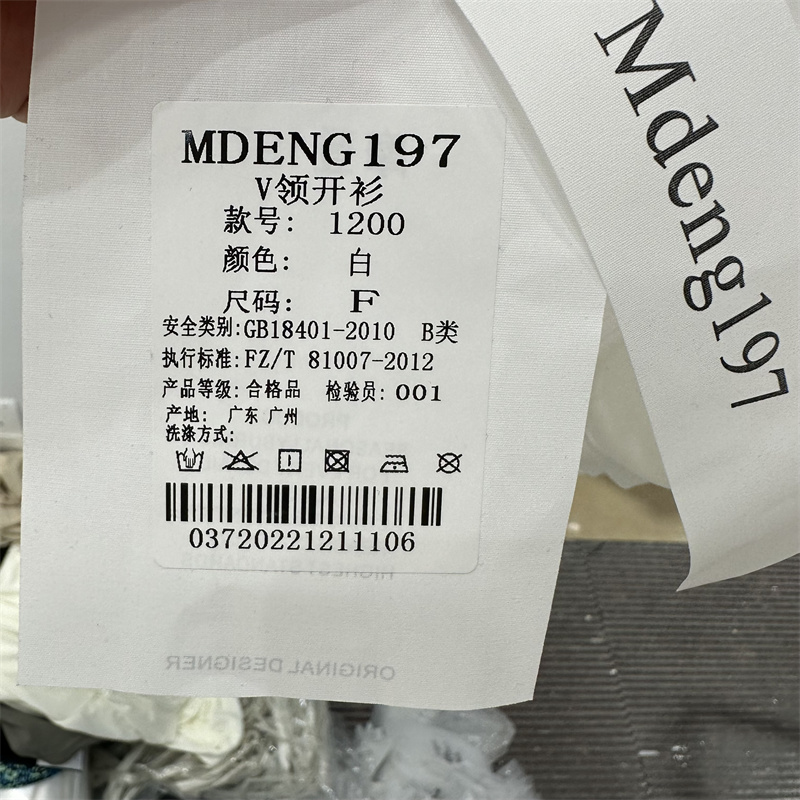 MDENG197
V领开衫
款号: 1200
颜色: 白
尺码: F
安全类别:GB18401-2010 B类
执行标准:FZ/T 81007-2012
产品等级: 合格品 检验员: 001
产地: 广东 广州
洗涤方式:
03720221211106
ORIGINAL DESIGNER
Mdeng197